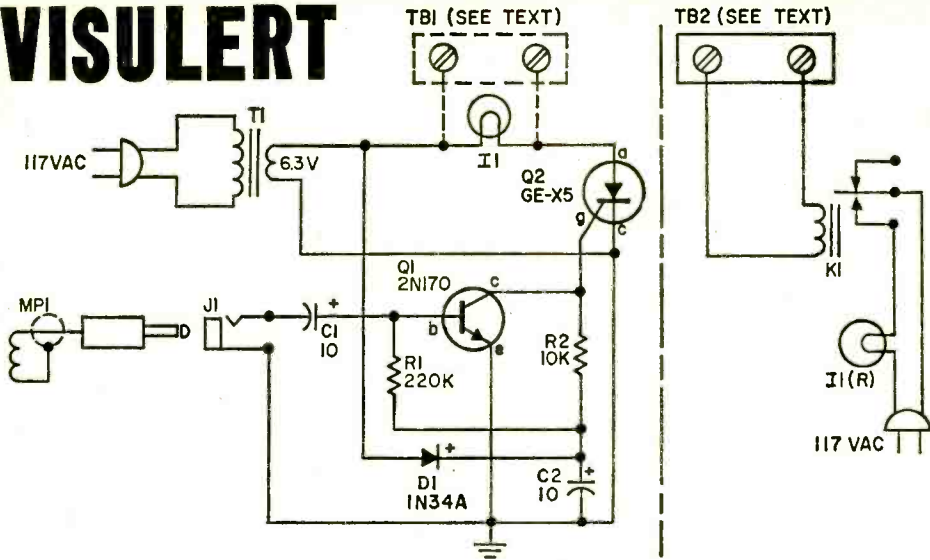 VISULERT
TB1 (SEE TEXT)
TB2 (SEE TEXT)
T1
117VAC
6.3V
I1
a
Q2
GE-X5
g
c
K1
Q1
2N170
c
b
e
MP1
J1
+
C1
10
R1
220K
R2
10K
+
D1
1N34A
C2
10
+
I1(R)
117 VAC